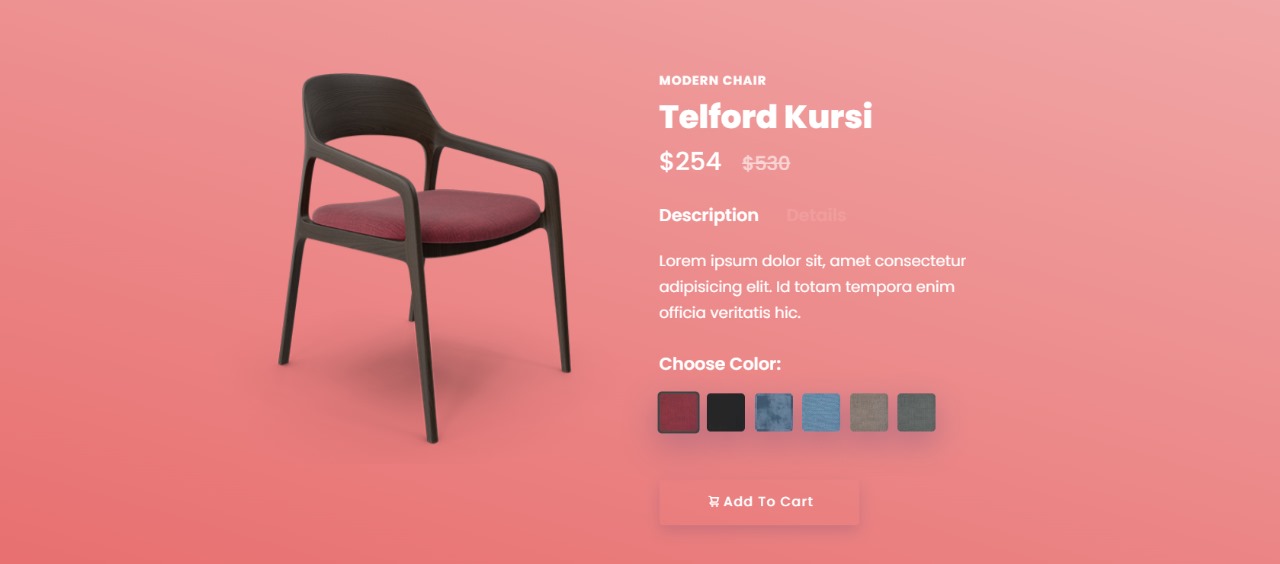 MODERN CHAIR
Telford Kursi
$254 $530
Description Details
Lorem ipsum dolor sit, amet consectetur
adipisicing elit. Id totam tempora enim
officia veritatis hic.
Choose Color:
Add To Cart